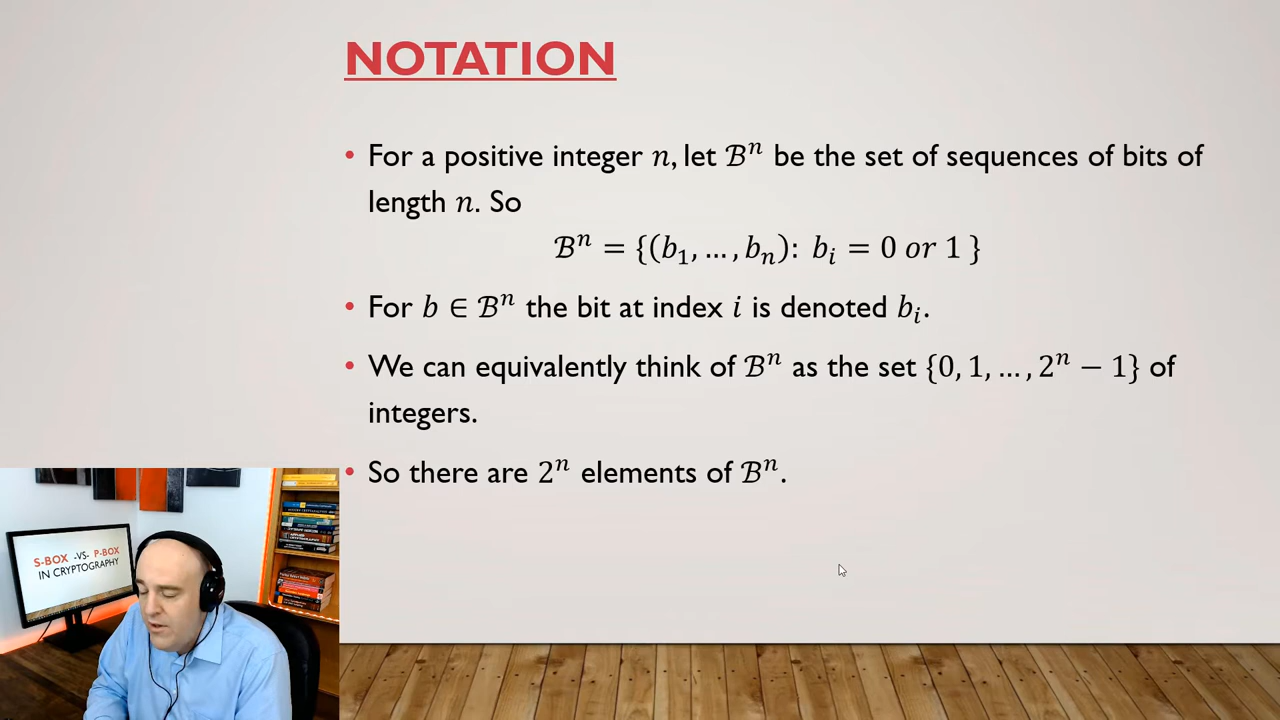 NOTATION
• For a positive integer n, let ℬⁿ be the set of sequences of bits of
length n. So
ℬⁿ = {(b₁, … , bₙ): bᵢ = 0 or 1 }
• For b ∈ ℬⁿ the bit at index i is denoted bᵢ.
• We can equivalently think of ℬⁿ as the set {0, 1, … , 2ⁿ − 1} of
integers.
• So there are 2ⁿ elements of ℬⁿ.
S-BOX -VS- P-BOX
IN CRYPTOGRAPHY